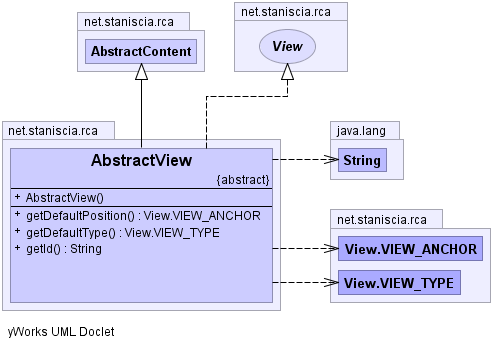 net.staniscia.rca
AbstractContent
net.staniscia.rca
View
net.staniscia.rca
AbstractView
{abstract}
+ AbstractView()
+ getDefaultPosition() : View.VIEW_ANCHOR
+ getDefaultType() : View.VIEW_TYPE
+ getId() : String
java.lang
String
net.staniscia.rca
View.VIEW_ANCHOR
View.VIEW_TYPE
yWorks UML Doclet